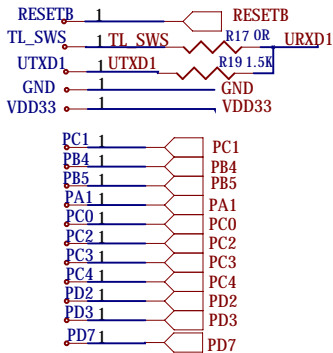 RESETB 1 RESETB
TL_SWS 1 TL_SWS R17 0R URXD1
UTXD1 1 UTXD1 R19 1.5K
GND 1 GND
VDD33 1 VDD33
PC1 1 PC1
PB4 1 PB4
PB5 1 PB5
PA1 1 PA1
PC0 1 PC0
PC2 1 PC2
PC3 1 PC3
PC4 1 PC4
PD2 1 PD2
PD3 1 PD3
PD7 1 PD7